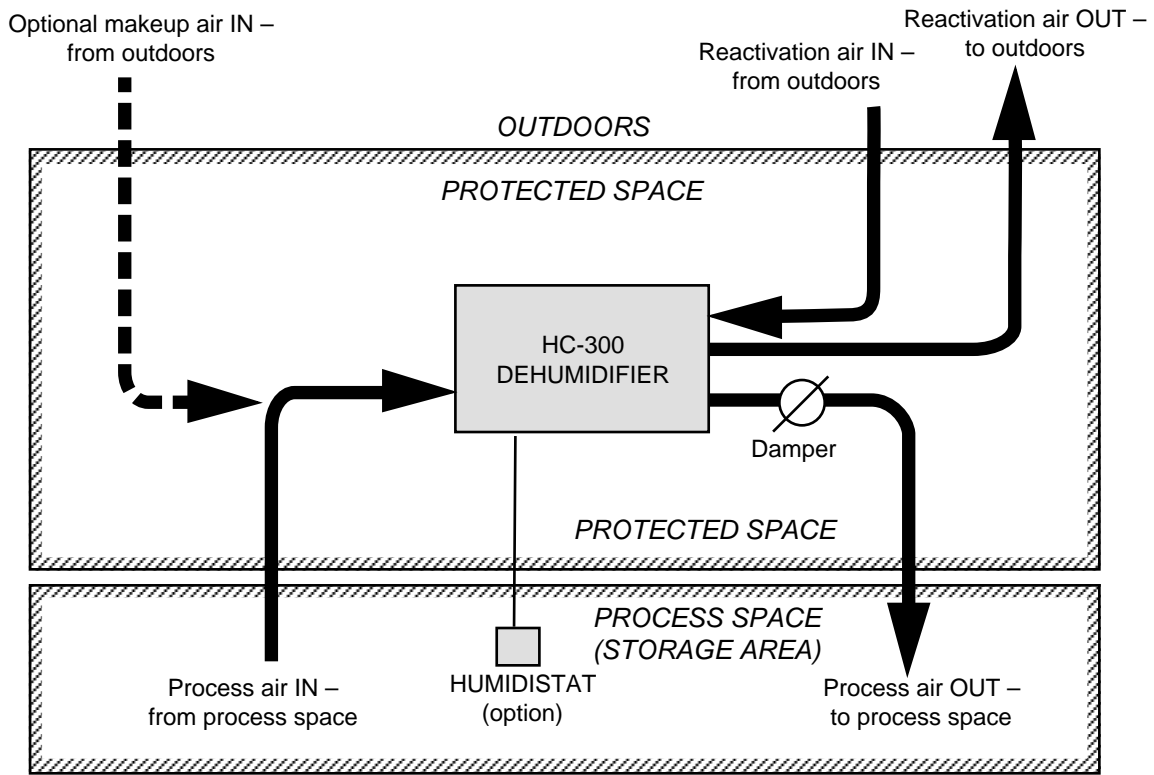 Optional makeup air IN –
from outdoors
Reactivation air IN –
from outdoors
Reactivation air OUT –
to outdoors
OUTDOORS
PROTECTED SPACE
HC-300
DEHUMIDIFIER
Damper
PROTECTED SPACE
PROCESS SPACE
(STORAGE AREA)
Process air IN –
from process space
HUMIDISTAT
(option)
Process air OUT –
to process space